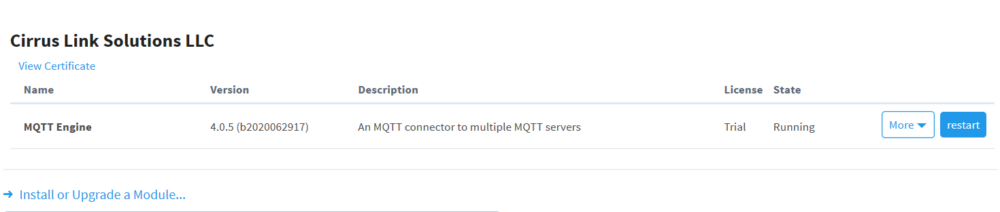 Cirrus Link Solutions LLC
View Certificate
Name Version Description License State
MQTT Engine 4.0.5 (b2020062917) An MQTT connector to multiple MQTT servers Trial Running More restart
Install or Upgrade a Module...